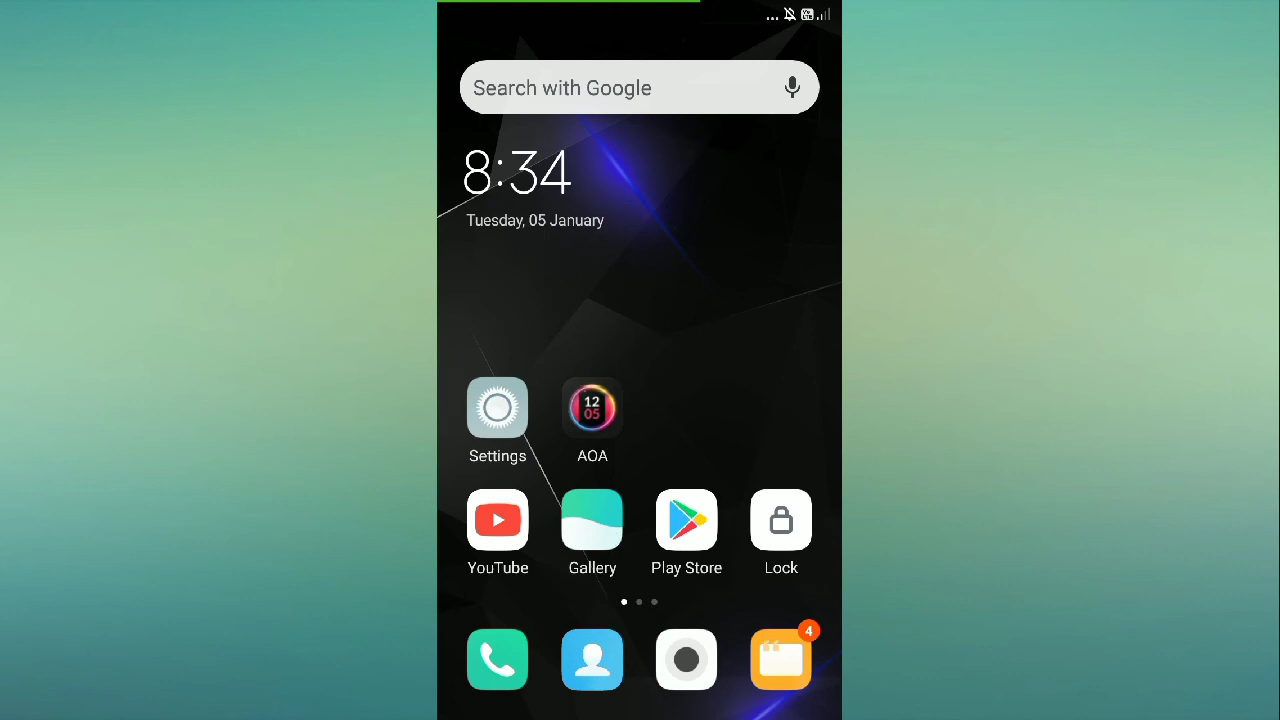 ...
Search with Google
8:34
Tuesday, 05 January
12
05
Settings
AOA
YouTube
Gallery
Play Store
Lock
4